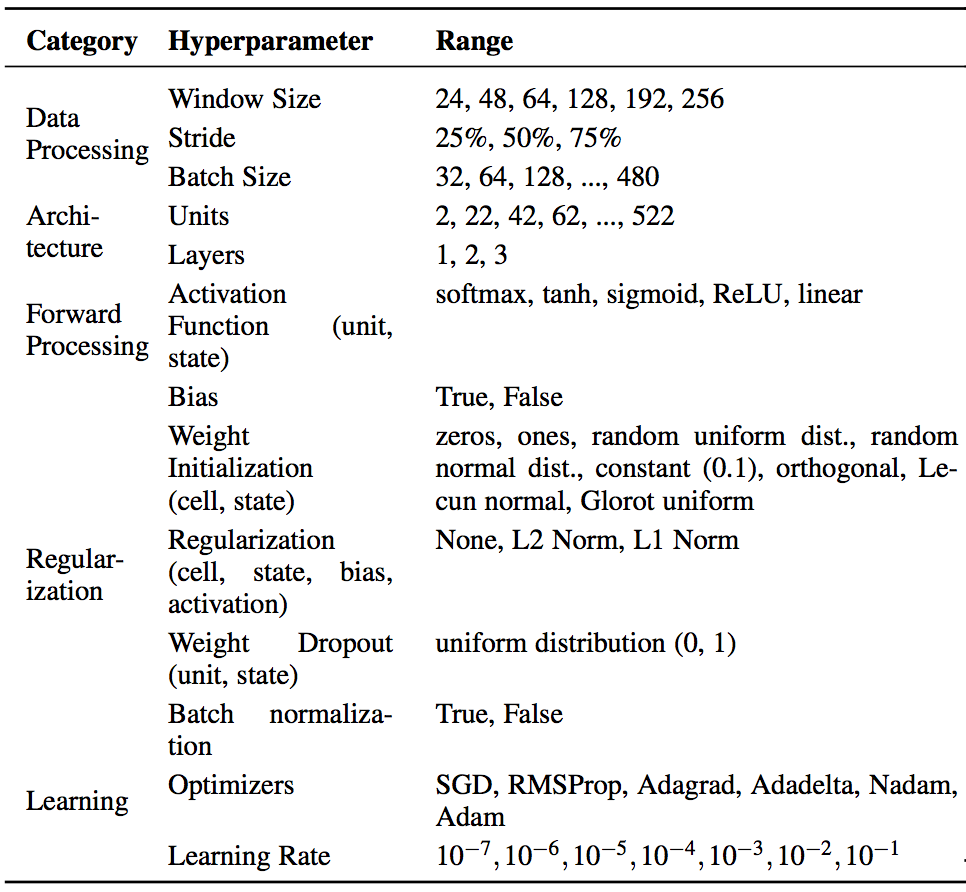 Category Hyperparameter Range
Data Processing
Window Size 24, 48, 64, 128, 192, 256
Stride 25%, 50%, 75%
Batch Size 32, 64, 128, ..., 480
Archi-
tecture
Units 2, 22, 42, 62, ..., 522
Layers 1, 2, 3
Forward
Processing
Activation softmax, tanh, sigmoid, ReLU, linear
Function (unit,
state)
Bias True, False
Weight zeros, ones, random uniform dist., random
Initialization normal dist., constant (0.1), orthogonal, Le-
(cell, state) cun normal, Glorot uniform
Regular-
ization
Regularization None, L2 Norm, L1 Norm
(cell, state, bias,
activation)
Weight Dropout uniform distribution (0, 1)
(unit, state)
Batch normaliza- True, False
tion
Learning
Optimizers SGD, RMSProp, Adagrad, Adadelta, Nadam,
Adam
Learning Rate 10⁻⁷, 10⁻⁶, 10⁻⁵, 10⁻⁴, 10⁻³, 10⁻², 10⁻¹